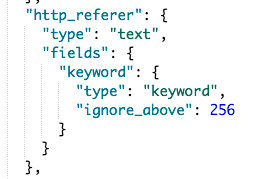 },
"http_referer": {
  "type": "text",
  "fields": {
    "keyword": {
      "type": "keyword",
      "ignore_above": 256
    }
  }
},